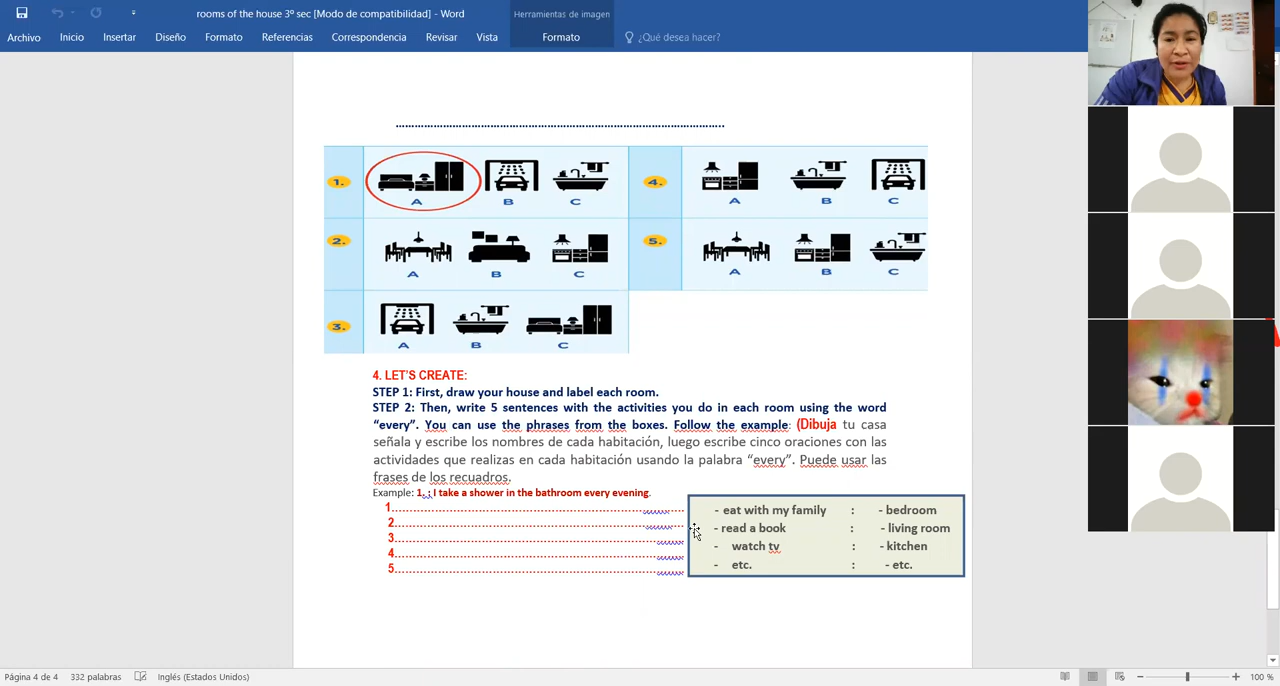 rooms of the house 3º sec [Modo de compatibilidad] - Word
Herramientas de imagen
Archivo Inicio Insertar Diseño Formato Referencias Correspondencia Revisar Vista Formato ¿Qué desea hacer?
1. A B C 4. A B C
2. A B C 5. A B C
3. A B C
4. LET'S CREATE:
STEP 1: First, draw your house and label each room.
STEP 2: Then, write 5 sentences with the activities you do in each room using the word
“every”. You can use the phrases from the boxes. Follow the example: (Dibuja tu casa
señala y escribe los nombres de cada habitación, luego escribe cinco oraciones con las
actividades que realizas en cada habitación usando la palabra “every”. Puede usar las
frases de los recuadros.
Example: 1. : I take a shower in the bathroom every evening.
1
2
3
4
5
- eat with my family : - bedroom
- read a book : - living room
- watch tv : - kitchen
- etc. : - etc.
Página 4 de 4 332 palabras Inglés (Estados Unidos) 100 %